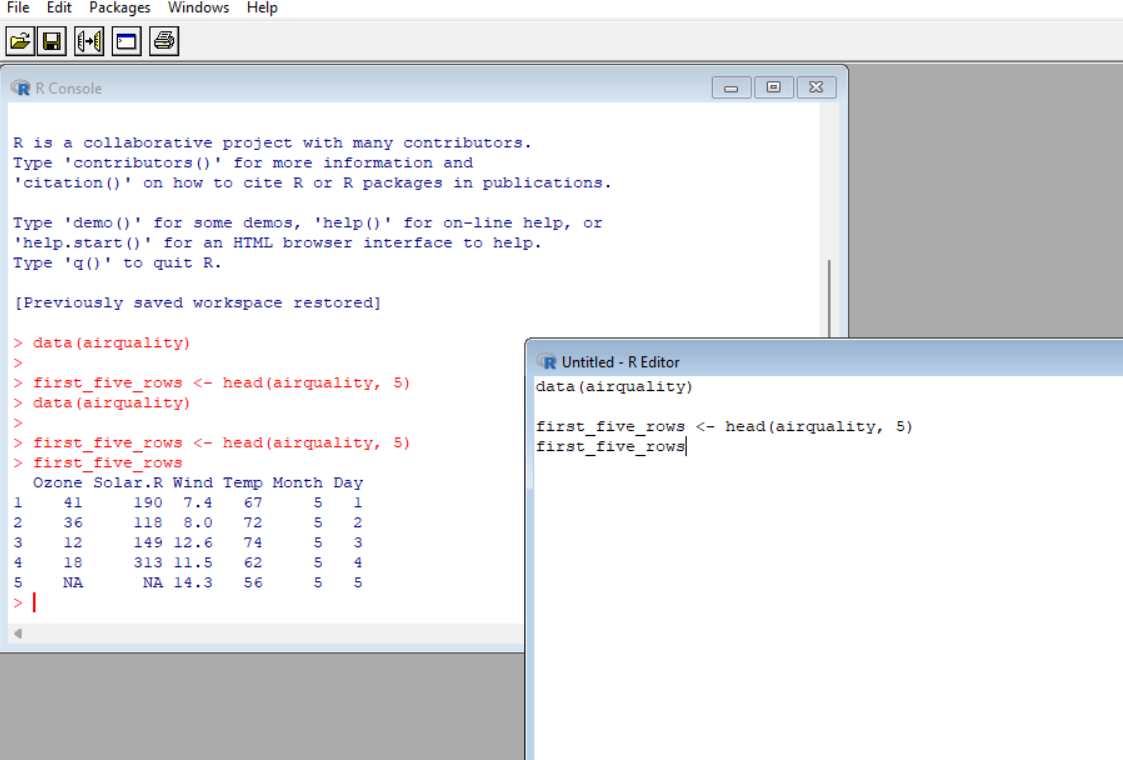 File Edit Packages Windows Help
R Console
R is a collaborative project with many contributors.
Type 'contributors()' for more information and
'citation()' on how to cite R or R packages in publications.
Type 'demo()' for some demos, 'help()' for on-line help, or
'help.start()' for an HTML browser interface to help.
Type 'q()' to quit R.
[Previously saved workspace restored]
> data(airquality)
>
> first_five_rows <- head(airquality, 5)
> data(airquality)
>
> first_five_rows <- head(airquality, 5)
> first_five_rows
  Ozone Solar.R Wind Temp Month Day
1    41     190  7.4   67     5   1
2    36     118  8.0   72     5   2
3    12     149 12.6   74     5   3
4    18     313 11.5   62     5   4
5    NA      NA 14.3   56     5   5
>
Untitled - R Editor
data(airquality)
first_five_rows <- head(airquality, 5)
first_five_rows